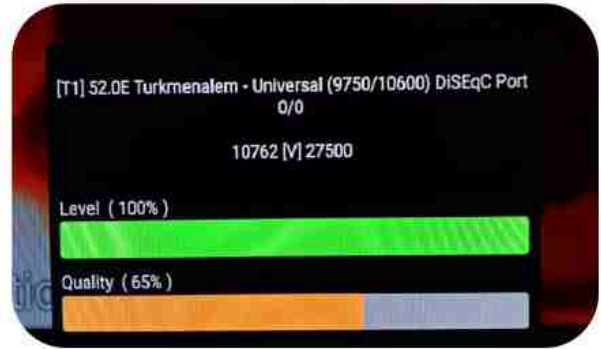 [T1] 52.0E Turkmenalem - Universal (9750/10600) DiSEqC Port
0/0
10762 [V] 27500
Level ( 100% )
Quality ( 65% )